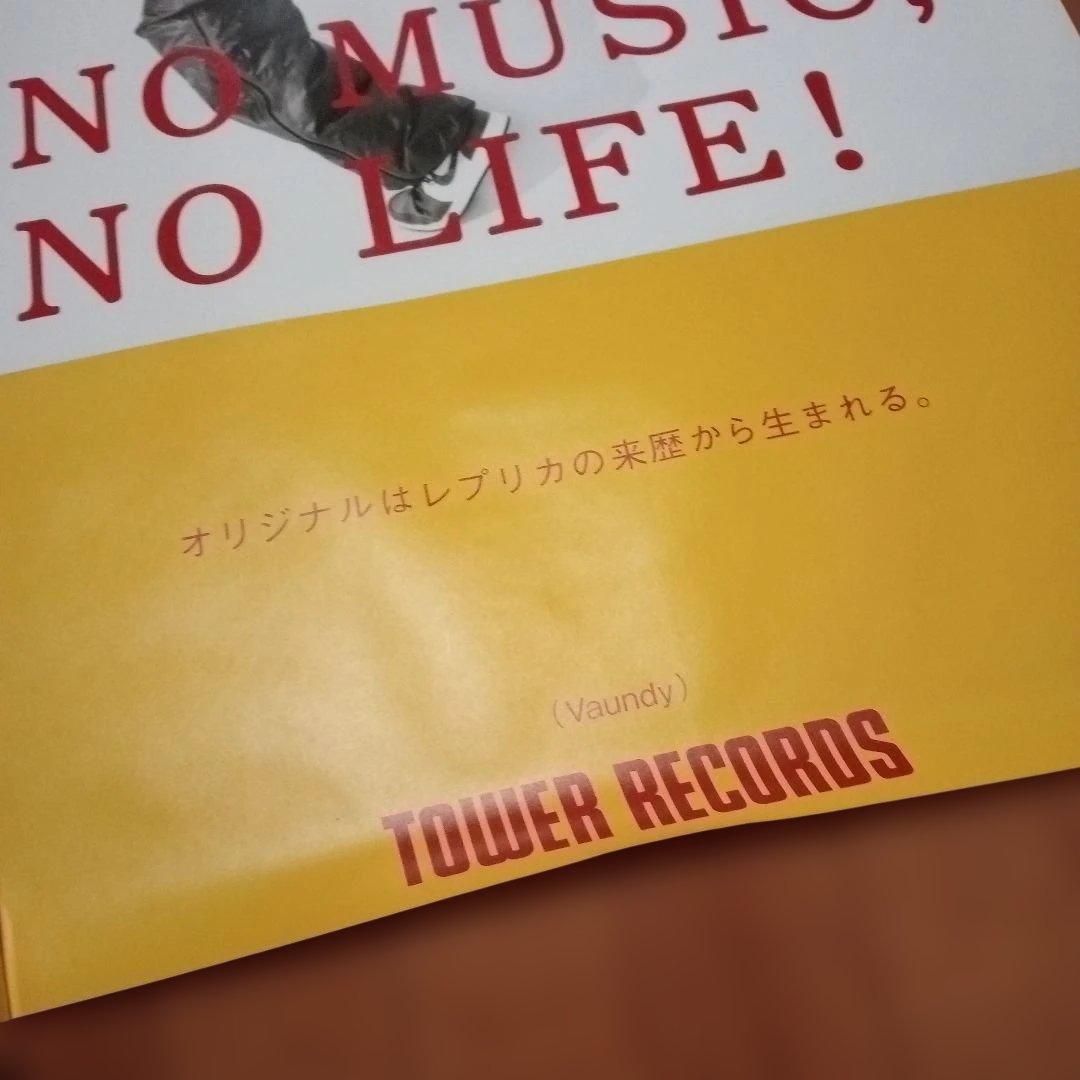 NO MUSIC,
NO LIFE!
オリジナルはレプリカの来歴から生まれる。
(Vaundy)
TOWER RECORDS